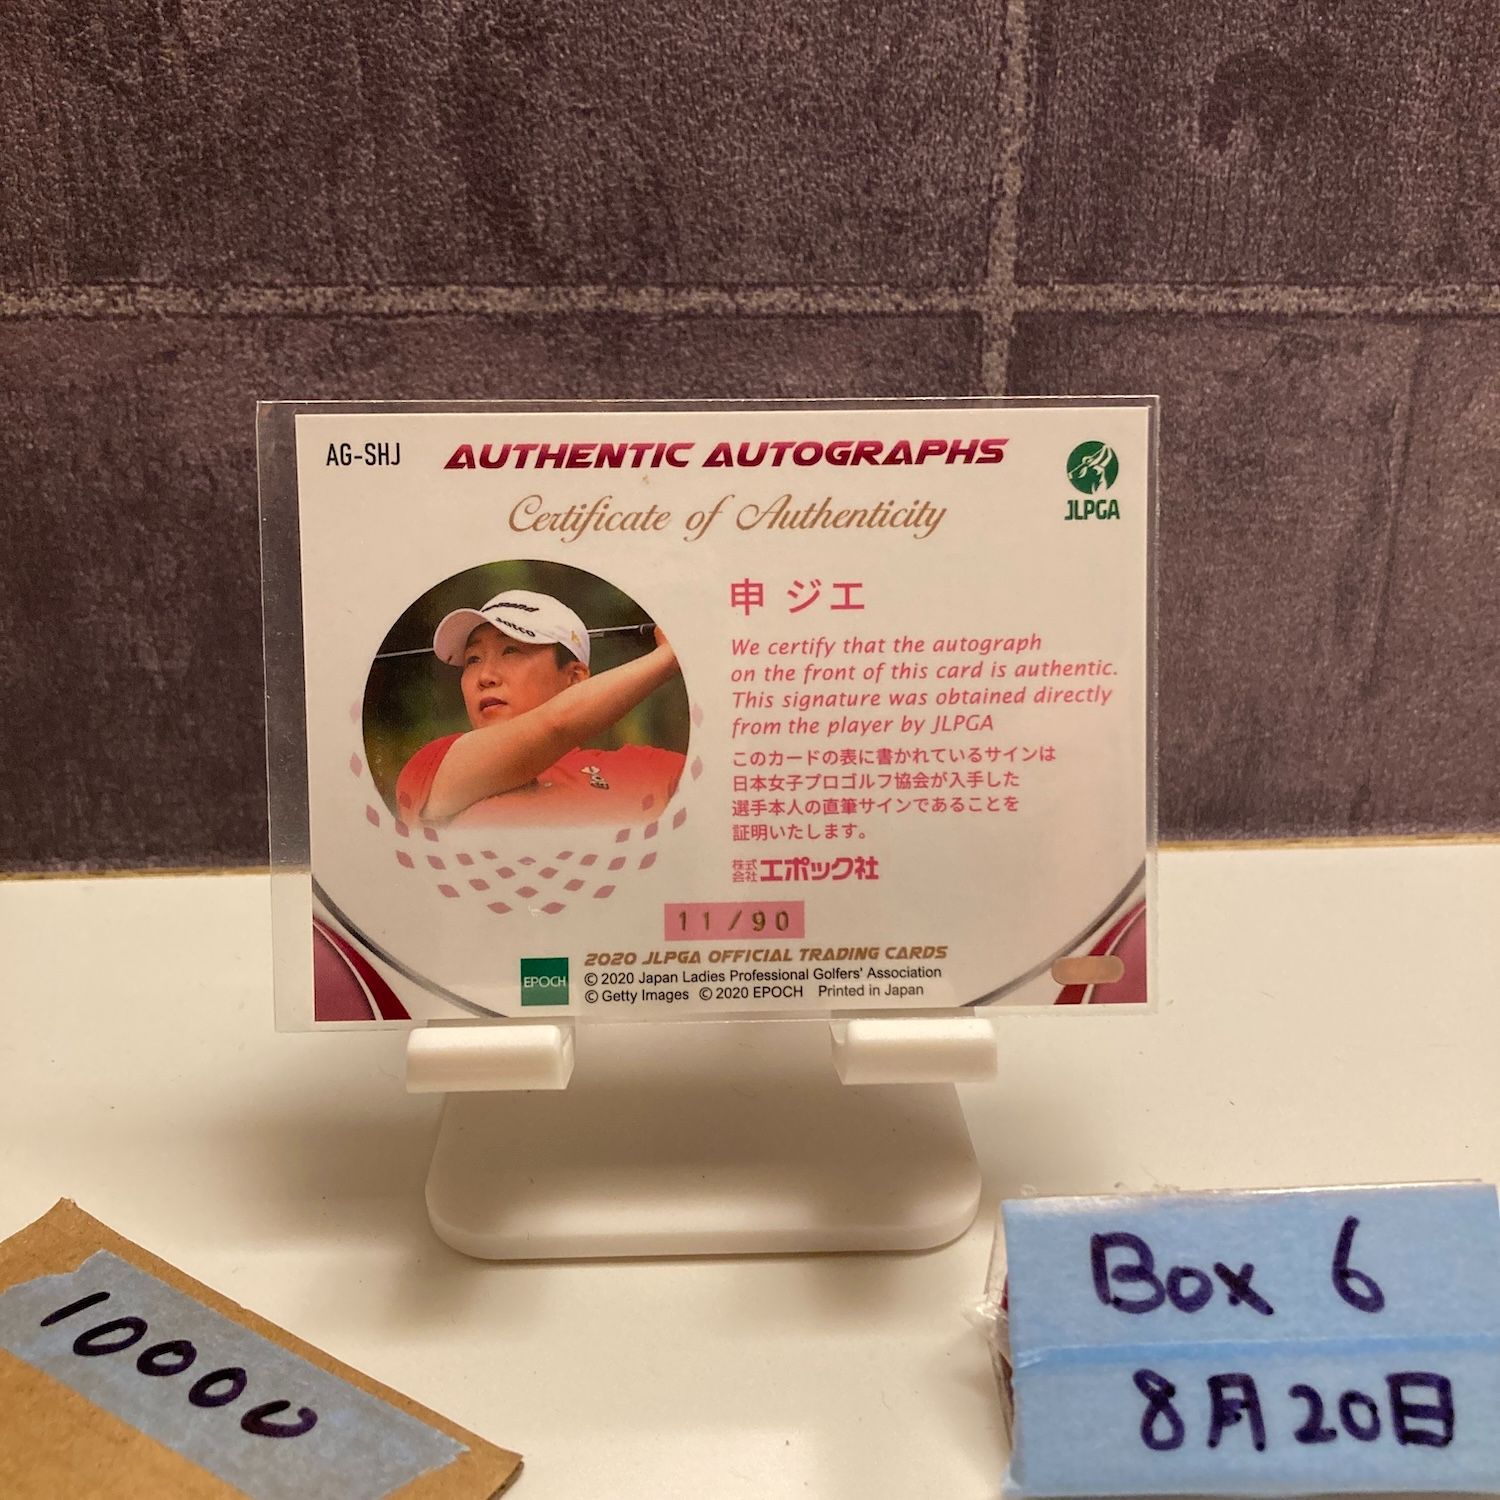 AG-SHJ
AUTHENTIC AUTOGRAPHS
Certificate of Authenticity
JLPGA
申 ジエ
We certify that the autograph
on the front of this card is authentic.
This signature was obtained directly
from the player by JLPGA
このカードの表に書かれているサインは
日本女子プロゴルフ協会が入手した
選手本人の直筆サインであることを
証明いたします。
株式会社エポック社
11/90
EPOCH
2020 JLPGA OFFICIAL TRADING CARDS
© 2020 Japan Ladies Professional Golfers' Association
© Getty Images © 2020 EPOCH Printed in Japan
10000
Box 6
8月20日